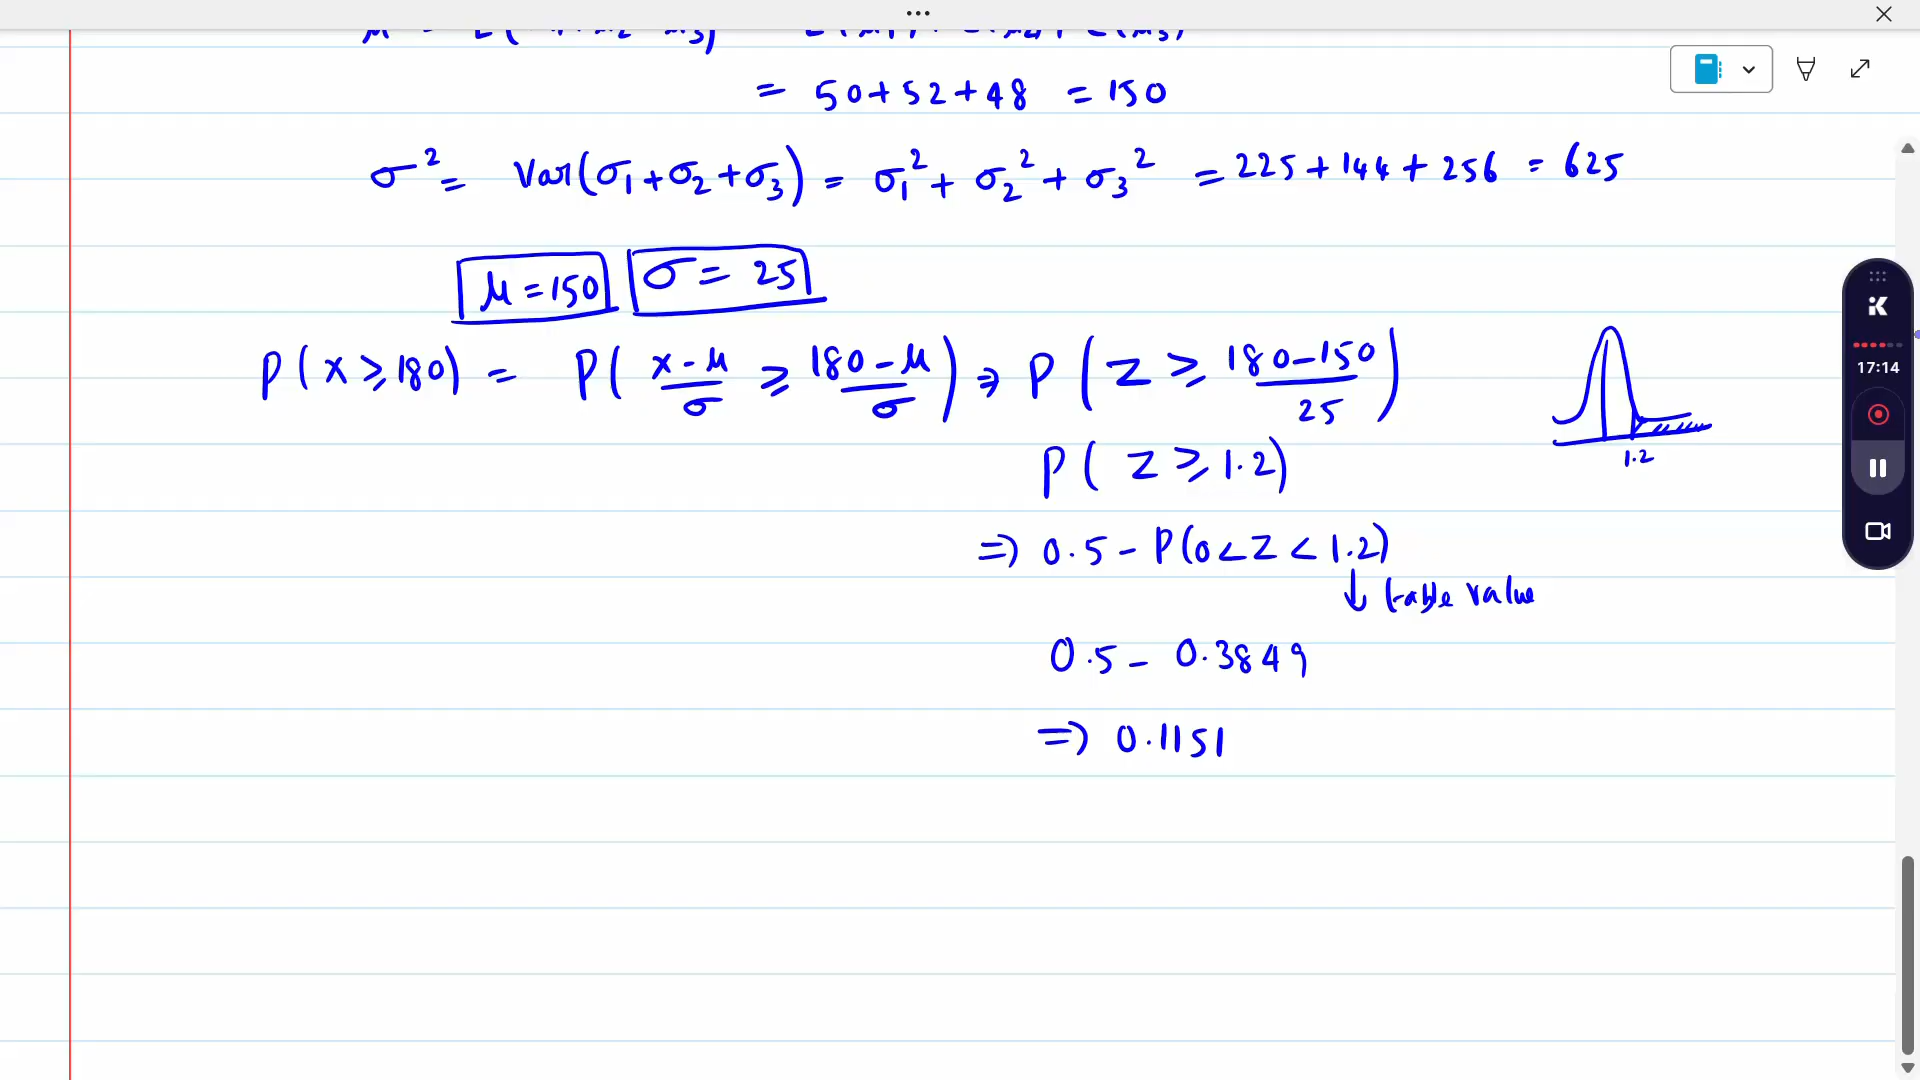 = 50+52+48 = 150
σ² = Var(σ₁+σ₂+σ₃) = σ₁² + σ₂² + σ₃² = 225+144+256 = 625
μ = 150 σ = 25
P(x ≥ 180) = P( (x-μ)/σ ≥ (180-μ)/σ ) ⇒ P( Z ≥ (180-150)/25 )
P( Z ≥ 1.2)
1.2
⇒ 0.5 - P(0 < Z < 1.2)
↓ table value
0.5 - 0.3849
⇒ 0.1151
17:14